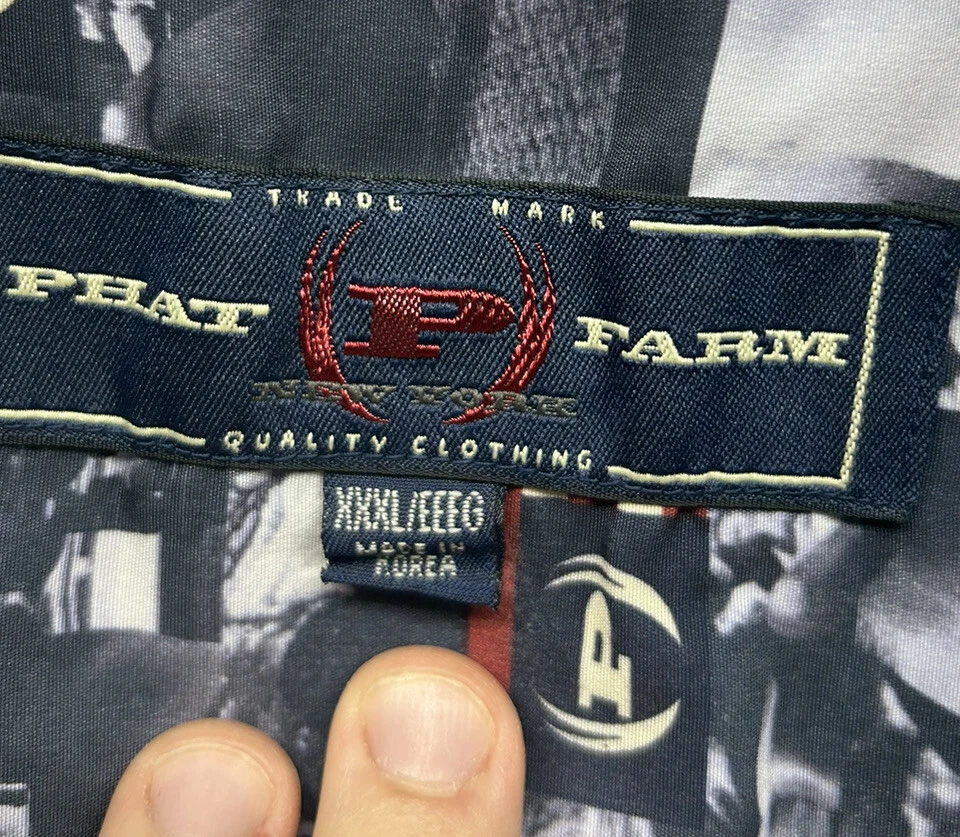 TRADE MARK
PHAT P FARM
NEW YORK
QUALITY CLOTHING
XXXL/EEEG
MADE IN
KOREA
P